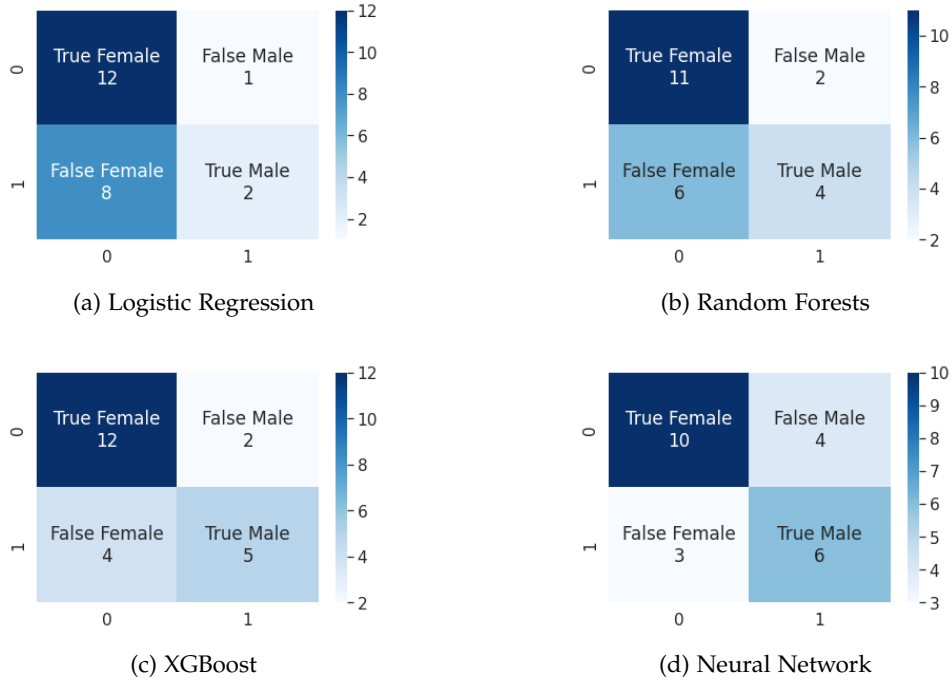 True Female
12
False Male
1
False Female
8
True Male
2
0
1
0
1
12
10
8
6
4
2
(a) Logistic Regression
True Female
11
False Male
2
False Female
6
True Male
4
0
1
0
1
10
8
6
4
2
(b) Random Forests
True Female
12
False Male
2
False Female
4
True Male
5
0
1
0
1
12
10
8
6
4
2
(c) XGBoost
True Female
10
False Male
4
False Female
3
True Male
6
0
1
0
1
10
9
8
7
6
5
4
3
(d) Neural Network